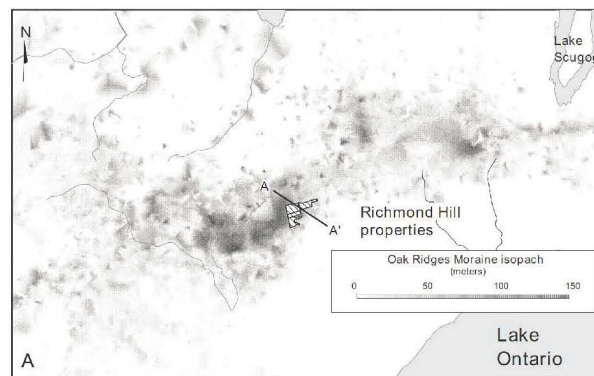 N
Lake
Scugog
A
A'
Richmond Hill
properties
Oak Ridges Moraine isopach
(meters)
0 50 100 150
Lake
Ontario
A